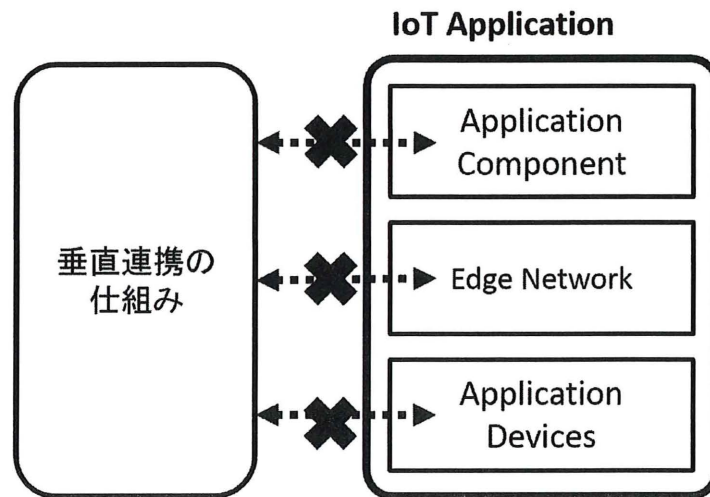 IoT Application
垂直連携の
仕組み
Application
Component
Edge Network
Application
Devices